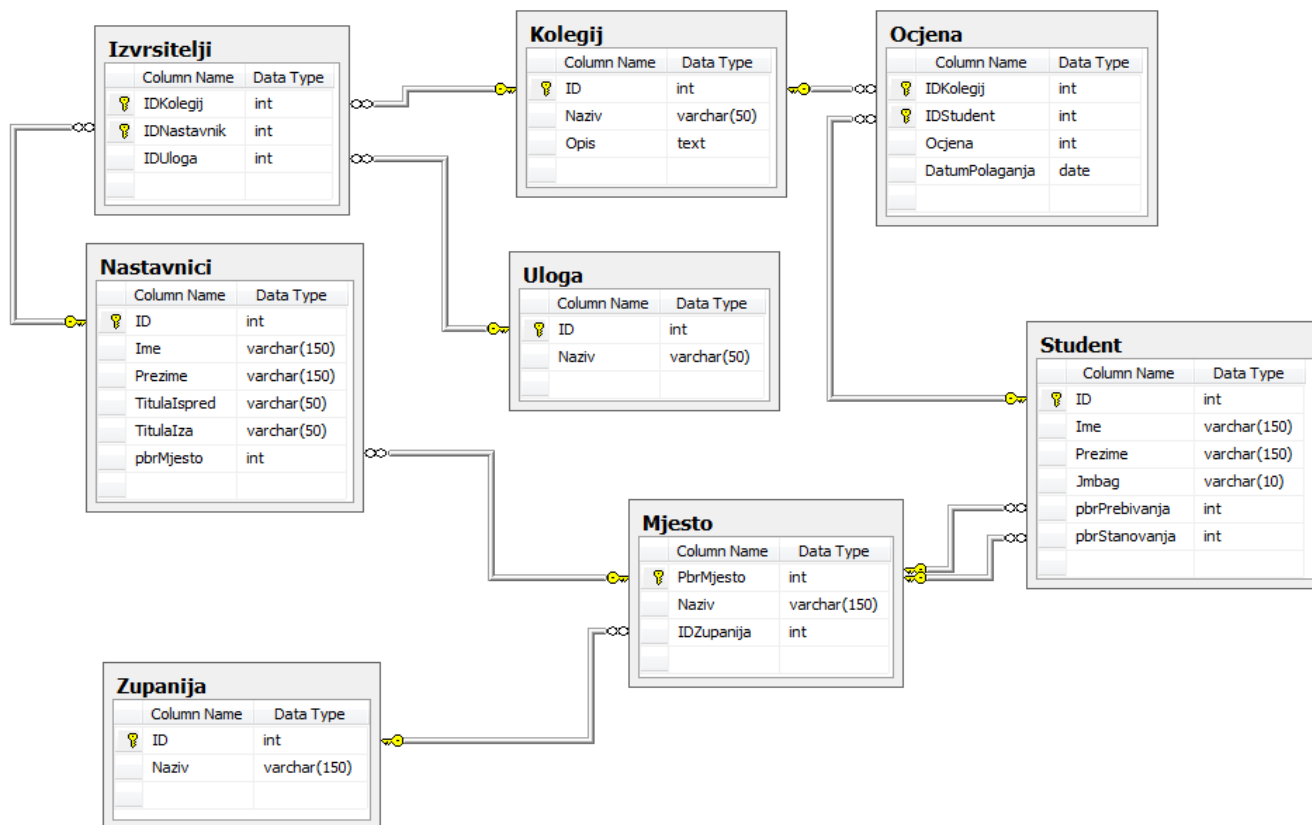 Izvrsitelji
Column Name Data Type
IDKolegij int
IDNastavnik int
IDUloga int
Kolegij
Column Name Data Type
ID int
Naziv varchar(50)
Opis text
Ocjena
Column Name Data Type
IDKolegij int
IDStudent int
Ocjena int
DatumPolaganja date
Nastavnici
Column Name Data Type
ID int
Ime varchar(150)
Prezime varchar(150)
TitulaIspred varchar(50)
TitulaIza varchar(50)
pbrMjesto int
Uloga
Column Name Data Type
ID int
Naziv varchar(50)
Student
Column Name Data Type
ID int
Ime varchar(150)
Prezime varchar(150)
Jmbag varchar(10)
pbrPrebivanja int
pbrStanovanja int
Mjesto
Column Name Data Type
PbrMjesto int
Naziv varchar(150)
IDZupanija int
Zupanija
Column Name Data Type
ID int
Naziv varchar(150)